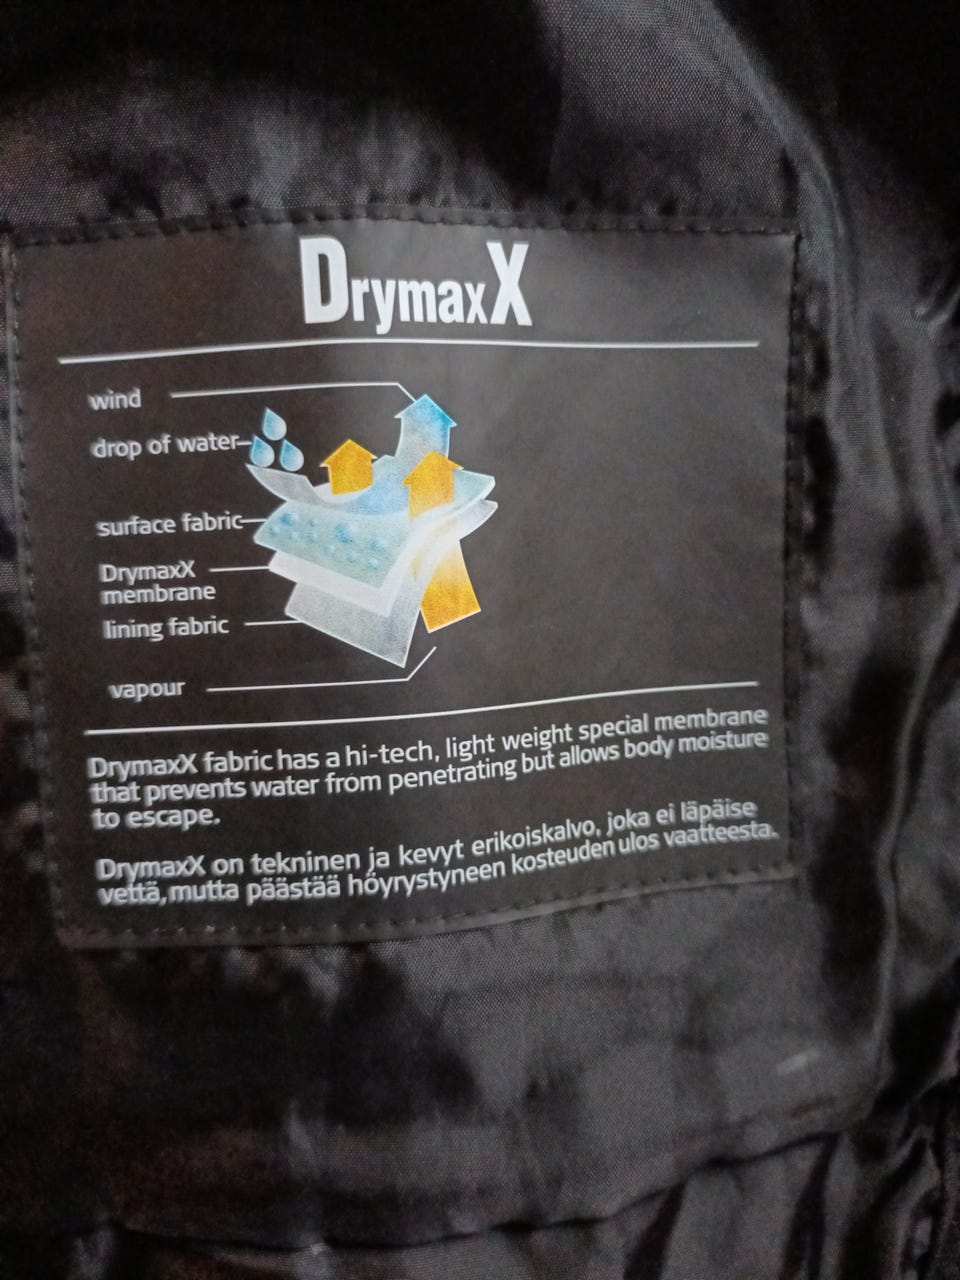 DrymaxX
wind
drop of water
surface fabric
DrymaxX
membrane
lining fabric
vapour
DrymaxX fabric has a hi-tech, light weight special membrane
that prevents water from penetrating but allows body moisture
to escape.
DrymaxX on tekninen ja kevyt erikoiskalvo, joka ei läpäise
vettä, mutta päästää höyrystyneen kosteuden ulos vaatteesta.